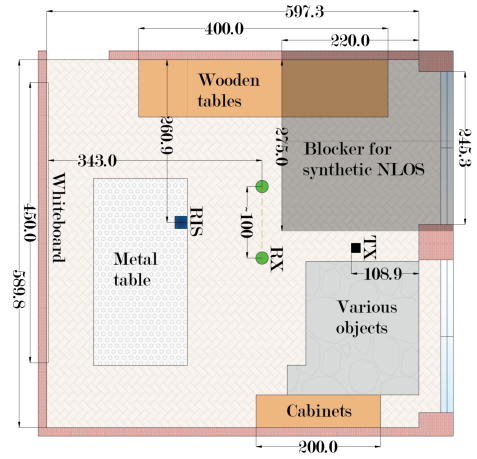 597.3
400.0
220.0
Wooden
tables
260.9
275.0
Blocker for
synthetic NLOS
245.3
343.0
Whiteboard
450.0
589.8
RIS
~100
RX
TX
Metal
table
108.9
Various
objects
Cabinets
200.0